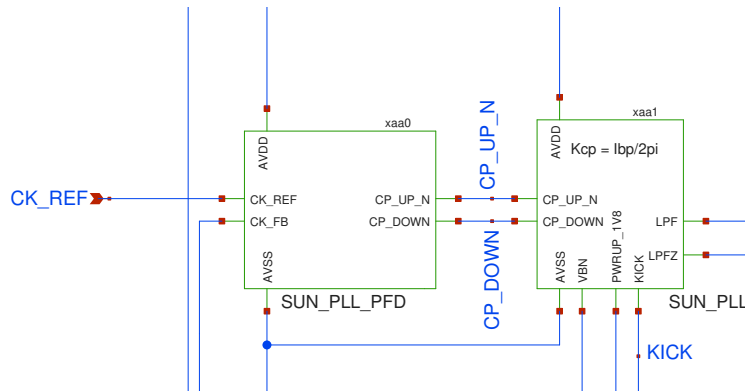 xaa0
xaa1
AVDD
AVDD
CP_UP_N
Kcp = Ibp/2pi
CK_REF
CK_REF
CP_UP_N
CP_UP_N
CK_FB
CP_DOWN
CP_DOWN
LPF
LPFZ
AVSS
CP_DOWN
AVSS
VBN
PWRUP_1V8
KICK
SUN_PLL_PFD
SUN_PLL
KICK